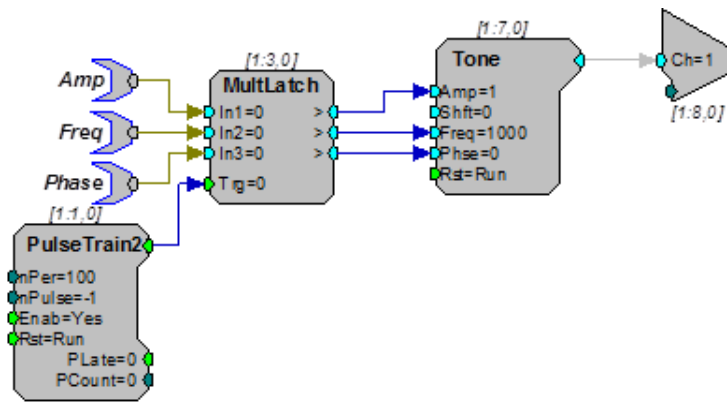 [1:3,0]
MultLatch
Amp
Freq
Phase
In1=0 >
In2=0 >
In3=0 >
Trg=0
[1:7,0]
Tone
Amp=1
Shft=0
Freq=1000
Phse=0
Rst=Run
Ch=1
[1:8,0]
[1:1,0]
PulseTrain2
nPer=100
nPulse=-1
Enab=Yes
Rst=Run
PLate=0
PCount=0